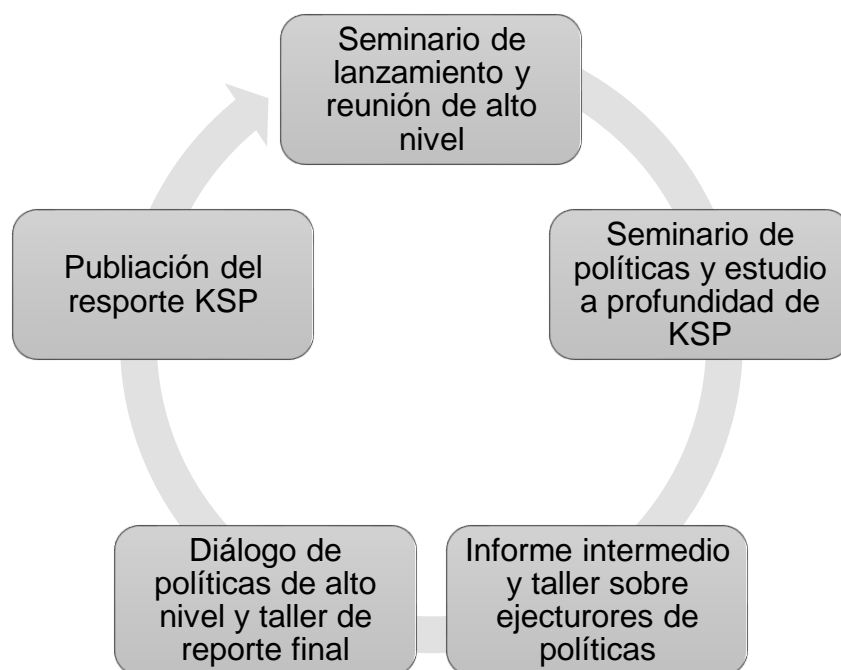 Seminario de
lanzamiento y
reunión de alto
nivel
Seminario de
políticas y estudio
a profundidad de
KSP
Informe intermedio
y taller sobre
ejecturores de
políticas
Diálogo de
políticas de alto
nivel y taller de
reporte final
Publiación del
resporte KSP